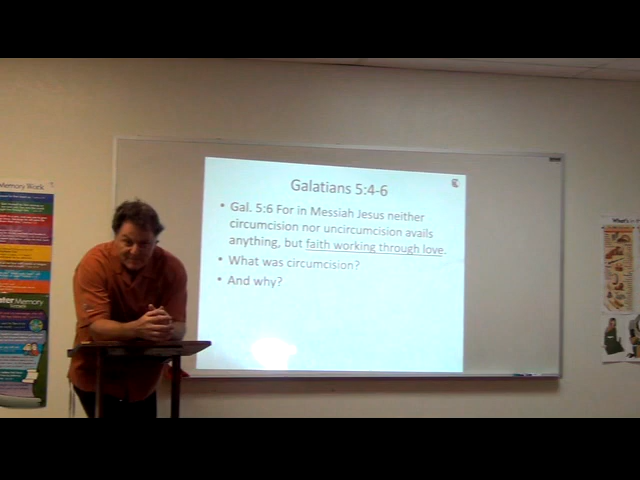 Galatians 5:4-6
• Gal. 5:6 For in Messiah Jesus neither
circumcision nor uncircumcision avails
anything, but faith working through love.
• What was circumcision?
• And why?
Memory Work
Memory
What's